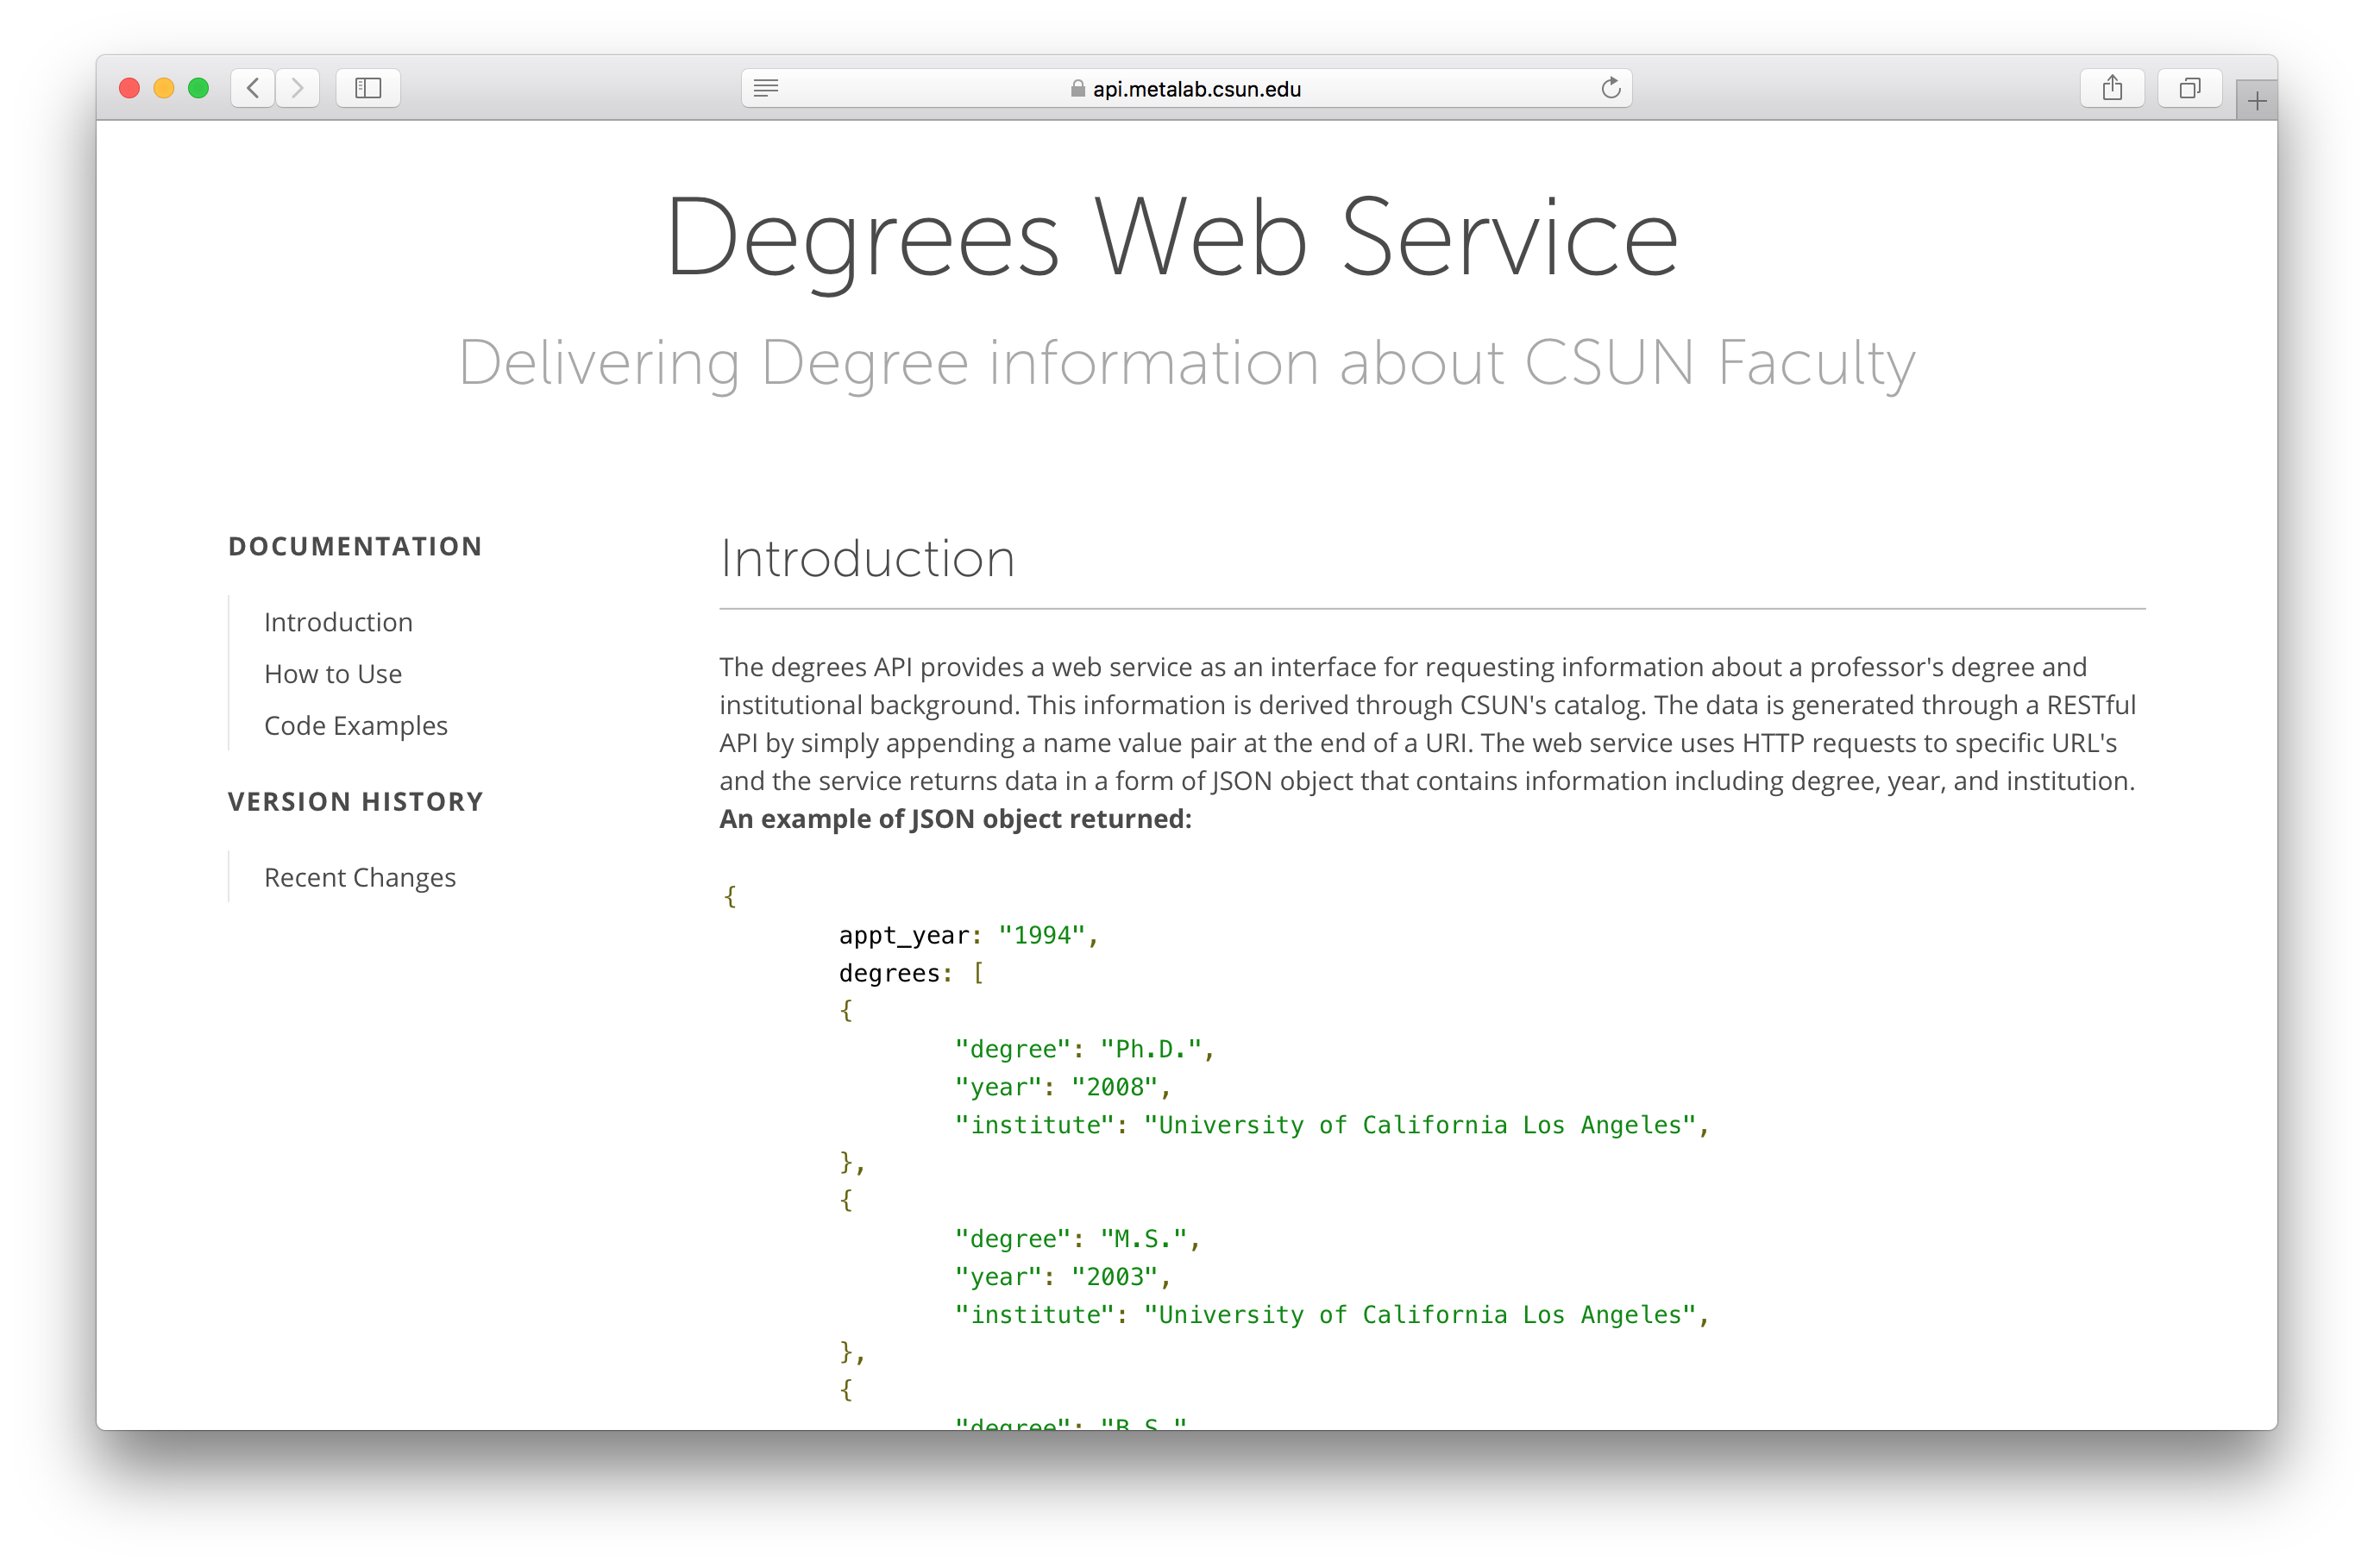 api.metalab.csun.edu
Degrees Web Service
Delivering Degree information about CSUN Faculty
DOCUMENTATION
Introduction
How to Use
Code Examples
VERSION HISTORY
Recent Changes
Introduction
The degrees API provides a web service as an interface for requesting information about a professor's degree and
institutional background. This information is derived through CSUN's catalog. The data is generated through a RESTful
API by simply appending a name value pair at the end of a URI. The web service uses HTTP requests to specific URL's
and the service returns data in a form of JSON object that contains information including degree, year, and institution.
An example of JSON object returned:
{
appt_year: "1994",
degrees: [
{
"degree": "Ph.D.",
"year": "2008",
"institute": "University of California Los Angeles",
},
{
"degree": "M.S.",
"year": "2003",
"institute": "University of California Los Angeles",
},
{
"degree": "B.S."